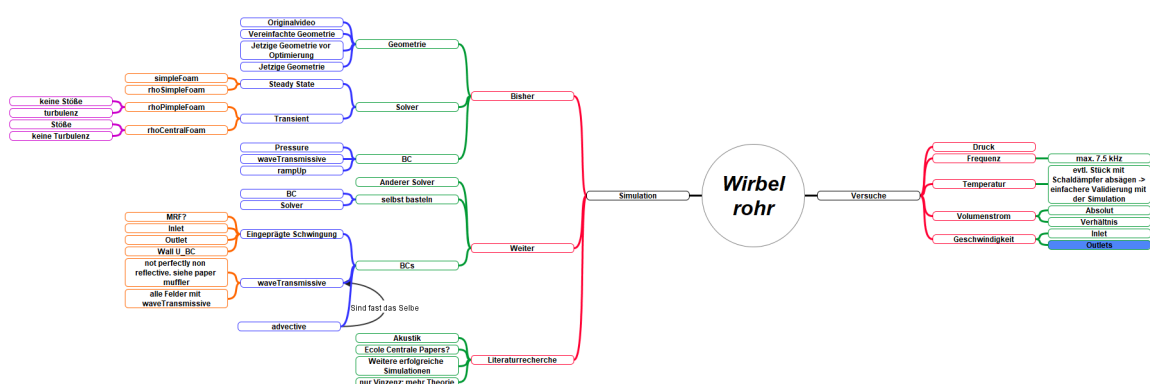 Originalvideo
Vereinfachte Geometrie
Jetzige Geometrie vor
Optimierung
Jetzige Geometrie
Geometrie
simpleFoam
rhoSimpleFoam
Steady State
keine Stöße
turbulenz
rhoPimpleFoam
Stöße
keine Turbulenz
rhoCentralFoam
Transient
Solver
Pressure
waveTransmissive
rampUp
BC
Bisher
Anderer Solver
BC
Solver
selbst basteln
MRF?
Inlet
Outlet
Wall U_BC
Eingeprägte Schwingung
not perfectly non
reflective. siehe paper
muffler
alle Felder mit
waveTransmissive
waveTransmissive
Sind fast das Selbe
advective
BCs
Weiter
Akustik
Ecole Centrale Papers?
Weitere erfolgreiche
Simulationen
nur Vinzenz: mehr Theorie
Literaturrecherche
Simulation
Wirbel
rohr
Versuche
Druck
Frequenz
max. 7.5 kHz
Temperatur
evtl. Stück mit
Schaldämpfer absägen ->
einfachere Validierung mit
der Simulation
Volumenstrom
Absolut
Verhältnis
Geschwindigkeit
Inlet
Outlets